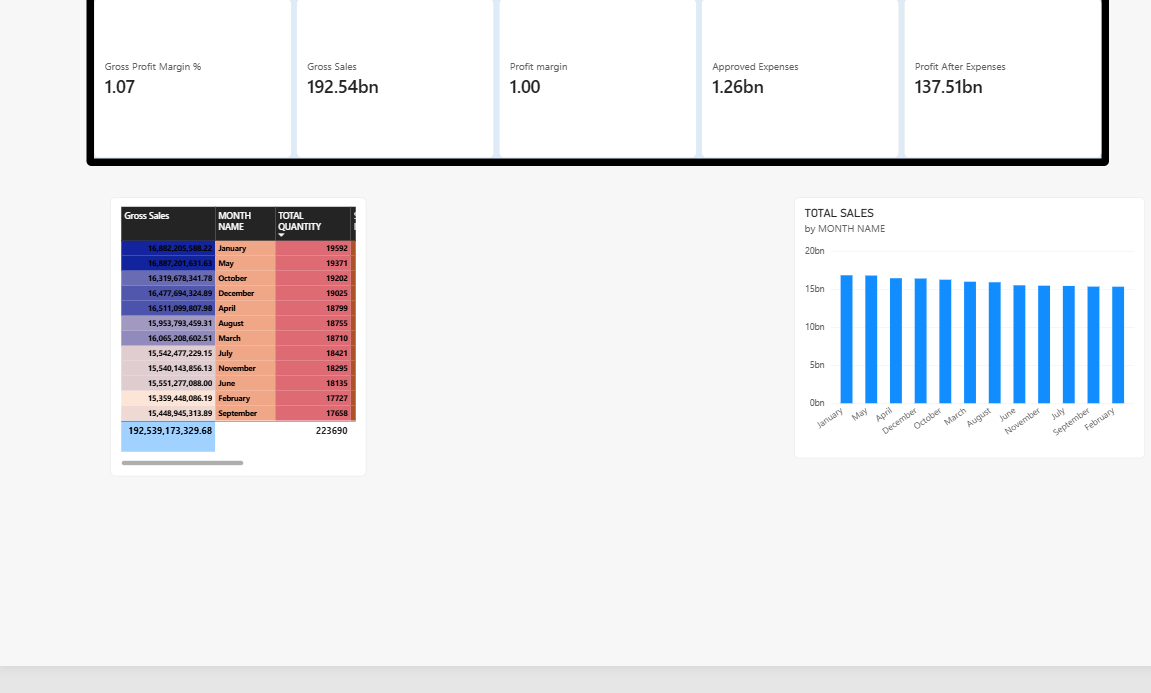 Gross Profit Margin %
1.07
Gross Sales
192.54bn
Profit margin
1.00
Approved Expenses
1.26bn
Profit After Expenses
137.51bn
Gross Sales MONTH NAME TOTAL QUANTITY
16,882,205,588.22 January 19592
16,887,201,631.63 May 19371
16,319,678,341.78 October 19202
16,477,694,324.89 December 19025
16,511,099,807.98 April 18799
15,953,793,459.31 August 18755
16,065,208,602.51 March 18710
15,542,477,229.15 July 18421
15,540,143,856.13 November 18295
15,551,277,088.00 June 18135
15,359,448,086.19 February 17727
15,448,945,313.89 September 17658
192,539,173,329.68 223690
TOTAL SALES
by MONTH NAME
20bn
15bn
10bn
5bn
0bn
January May April December October March August June November July September February